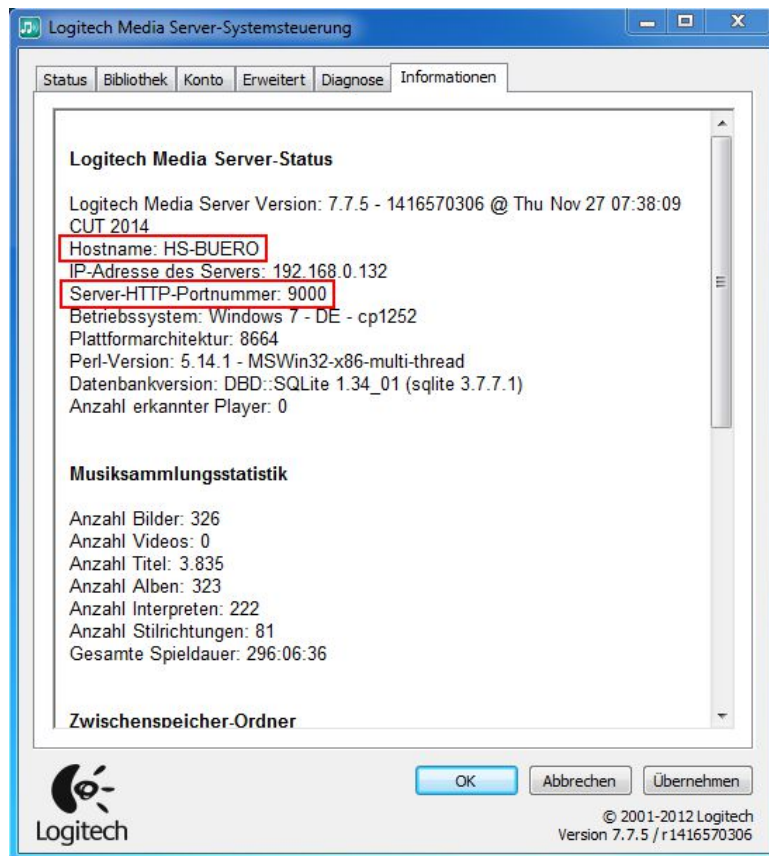 Logitech Media Server-Systemsteuerung
Status Bibliothek Konto Erweitert Diagnose Informationen
Logitech Media Server-Status
Logitech Media Server Version: 7.7.5 - 1416570306 @ Thu Nov 27 07:38:09
CUT 2014
Hostname: HS-BUERO
IP-Adresse des Servers: 192.168.0.132
Server-HTTP-Portnummer: 9000
Betriebssystem: Windows 7 - DE - cp1252
Plattformarchitektur: 8664
Perl-Version: 5.14.1 - MSWin32-x86-multi-thread
Datenbankversion: DBD::SQLite 1.34_01 (sqlite 3.7.7.1)
Anzahl erkannter Player: 0
Musiksammlungsstatistik
Anzahl Bilder: 326
Anzahl Videos: 0
Anzahl Titel: 3.835
Anzahl Alben: 323
Anzahl Interpreten: 222
Anzahl Stilrichtungen: 81
Gesamte Spieldauer: 296:06:36
Zwischenspeicher-Ordner
OK Abbrechen Übernehmen
Logitech
© 2001-2012 Logitech
Version 7.7.5 / r1416570306